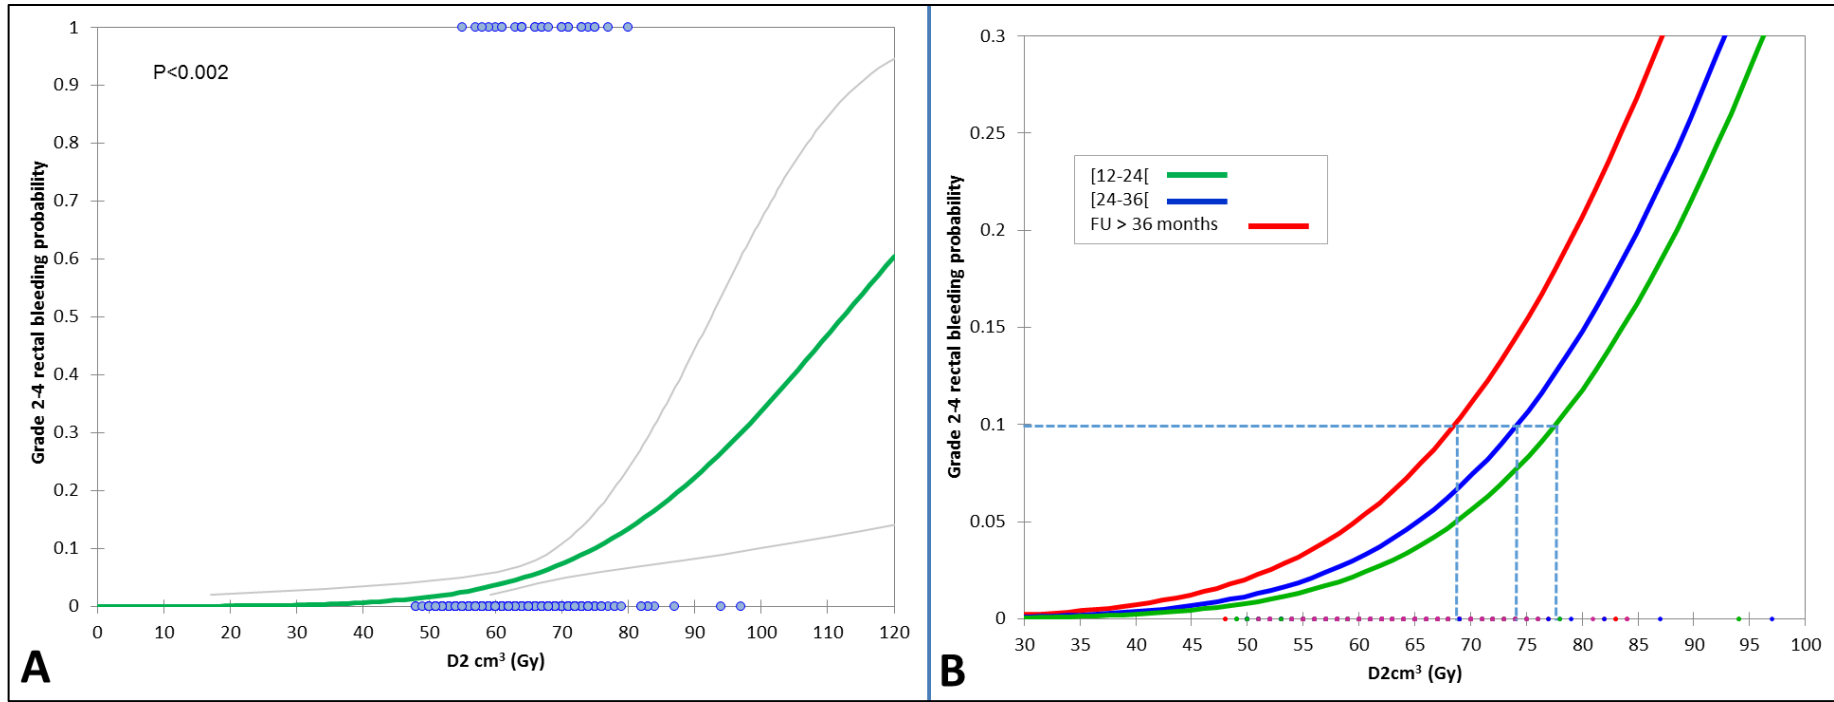 1
0.9
0.8
0.7
0.6
0.5
0.4
0.3
0.2
0.1
0
P<0.002
Grade 2-4 rectal bleeding probability
0 10 20 30 40 50 60 70 80 90 100 110 120
D2 cm³ (Gy)
A
0.3
0.25
0.2
0.15
0.1
0.05
0
Grade 2-4 rectal bleeding probability
[12-24[
[24-36[
FU > 36 months
30 35 40 45 50 55 60 65 70 75 80 85 90 95 100
D2cm³ (Gy)
B